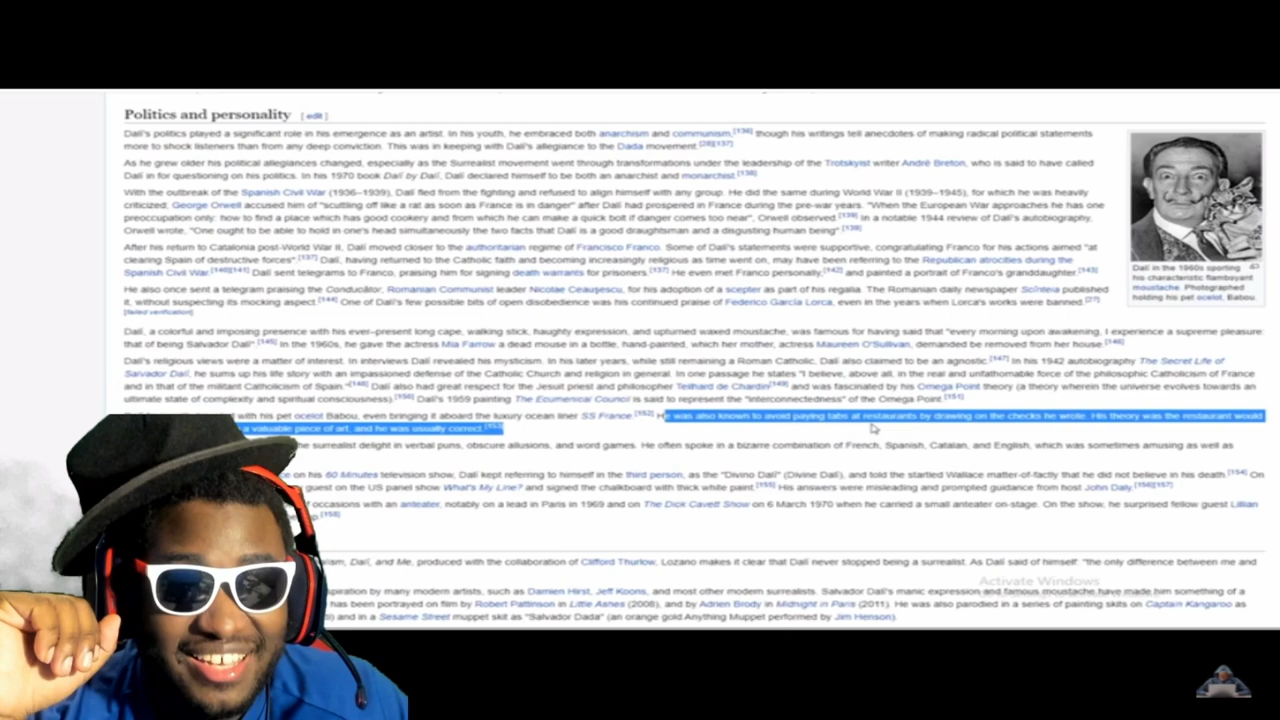 Politics and personality [ edit ]
Dalí's politics played a significant role in his emergence as an artist. In his youth, he embraced both anarchism and communism,[136] though his writings tell anecdotes of making radical political statements
more to shock listeners than from any deep conviction. This was in keeping with Dalí's allegiance to the Dada movement.[28][137]
As he grew older his political allegiances changed, especially as the Surrealist movement went through transformations under the leadership of the Trotskyist writer André Breton, who is said to have called
Dalí in for questioning on his politics. In his 1970 book Dalí by Dalí, Dalí declared himself to be both an anarchist and monarchist.[138]
With the outbreak of the Spanish Civil War (1936–1939), Dalí fled from the fighting and refused to align himself with any group. He did the same during World War II (1939–1945), for which he was heavily
criticized; George Orwell accused him of "scuttling off like a rat as soon as France is in danger" after Dalí had prospered in France during the pre-war years. "When the European War approaches he has one
preoccupation only: how to find a place which has good cookery and from which he can make a quick bolt if danger comes too near", Orwell observed.[139] In a notable 1944 review of Dalí's autobiography,
Orwell wrote, "One ought to be able to hold in one's head simultaneously the two facts that Dalí is a good draughtsman and a disgusting human being" [139]
After his return to Catalonia post-World War II, Dalí moved closer to the authoritarian regime of Francisco Franco. Some of Dalí's statements were supportive, congratulating Franco for his actions aimed "at
clearing Spain of destructive forces" [137] Dalí, having returned to the Catholic faith and becoming increasingly religious as time went on, may have been referring to the Republican atrocities during the
Spanish Civil War.[140][141] Dalí sent telegrams to Franco, praising him for signing death warrants for prisoners.[137] He even met Franco personally,[142] and painted a portrait of Franco's granddaughter.[143]
He also once sent a telegram praising the Conducător, Romanian Communist leader Nicolae Ceaușescu, for his adoption of a scepter as part of his regalia. The Romanian daily newspaper Scînteia published
it, without suspecting its mocking aspect.[144] One of Dalí's few possible bits of open disobedience was his continued praise of Federico García Lorca, even in the years when Lorca's works were banned.[27]
[failed verification]
Dalí in the 1960s sporting
his characteristic flamboyant
moustache. Photographed
holding his pet ocelot, Babou.
Dalí, a colorful and imposing presence with his ever-present long cape, walking stick, haughty expression, and upturned waxed moustache, was famous for having said that "every morning upon awakening, I experience a supreme pleasure:
that of being Salvador Dalí" [145] In the 1960s, he gave the actress Mia Farrow a dead mouse in a bottle, hand-painted, which her mother, actress Maureen O'Sullivan, demanded be removed from her house.[146]
Dalí's religious views were a matter of interest. In interviews Dalí revealed his mysticism. In his later years, while still remaining a Roman Catholic, Dalí also claimed to be an agnostic.[147] In his 1942 autobiography The Secret Life of
Salvador Dalí, he sums up his life story with an impassioned defense of the Catholic Church and religion in general. In one passage he states "I believe, above all, in the real and unfathomable force of the philosophic Catholicism of France
and in that of the militant Catholicism of Spain."[148] Dalí also had great respect for the Jesuit priest and philosopher Teilhard de Chardin[149] and was fascinated by his Omega Point theory (a theory wherein the universe evolves towards an
ultimate state of complexity and spiritual consciousness).[150] Dalí's 1959 painting The Ecumenical Council is said to represent the "interconnectedness" of the Omega Point.[151]
with his pet ocelot Babou, even bringing it aboard the luxury ocean liner SS France.[152] He was also known to avoid paying tabs at restaurants by drawing on the checks he wrote. His theory was the restaurant would
a valuable piece of art, and he was usually correct.[153]
the surrealist delight in verbal puns, obscure allusions, and word games. He often spoke in a bizarre combination of French, Spanish, Catalan, and English, which was sometimes amusing as well as
on his 60 Minutes television show, Dalí kept referring to himself in the third person, as the "Divino Dalí" (Divine Dalí), and told the startled Wallace matter-of-factly that he did not believe in his death.[154] On
guest on the US panel show What's My Line? and signed the chalkboard with thick white paint.[155] His answers were misleading and prompted guidance from host John Daly.[156][157]
occasions with an anteater, notably on a lead in Paris in 1969 and on The Dick Cavett Show on 6 March 1970 when he carried a small anteater on-stage. On the show, he surprised fellow guest Lillian
[158]
Dalí, and Me, produced with the collaboration of Clifford Thurlow, Lozano makes it clear that Dalí never stopped being a surrealist. As Dalí said of himself: "the only difference between me and
Activate Windows
by many modern artists, such as Damien Hirst, Jeff Koons, and most other modern surrealists. Salvador Dalí's manic expression and famous moustache have made him something of a
has been portrayed on film by Robert Pattinson in Little Ashes (2008), and by Adrien Brody in Midnight in Paris (2011). He was also parodied in a series of painting skits on Captain Kangaroo as
and in a Sesame Street muppet skit as "Salvador Dada" (an orange gold Anything Muppet performed by Jim Henson).